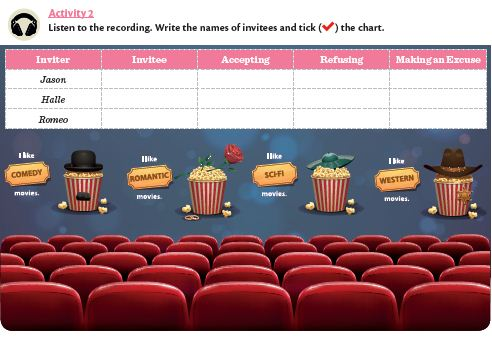 Activity 2
Listen to the recording. Write the names of invitees and tick (✓) the chart.
Inviter Invitee Accepting Refusing Making an Excuse
Jason
Halle
Romeo
I like
COMEDY
movies.
I like
ROMANTIC
movies.
I like
SCI-FI
movies.
I like
WESTERN
movies.